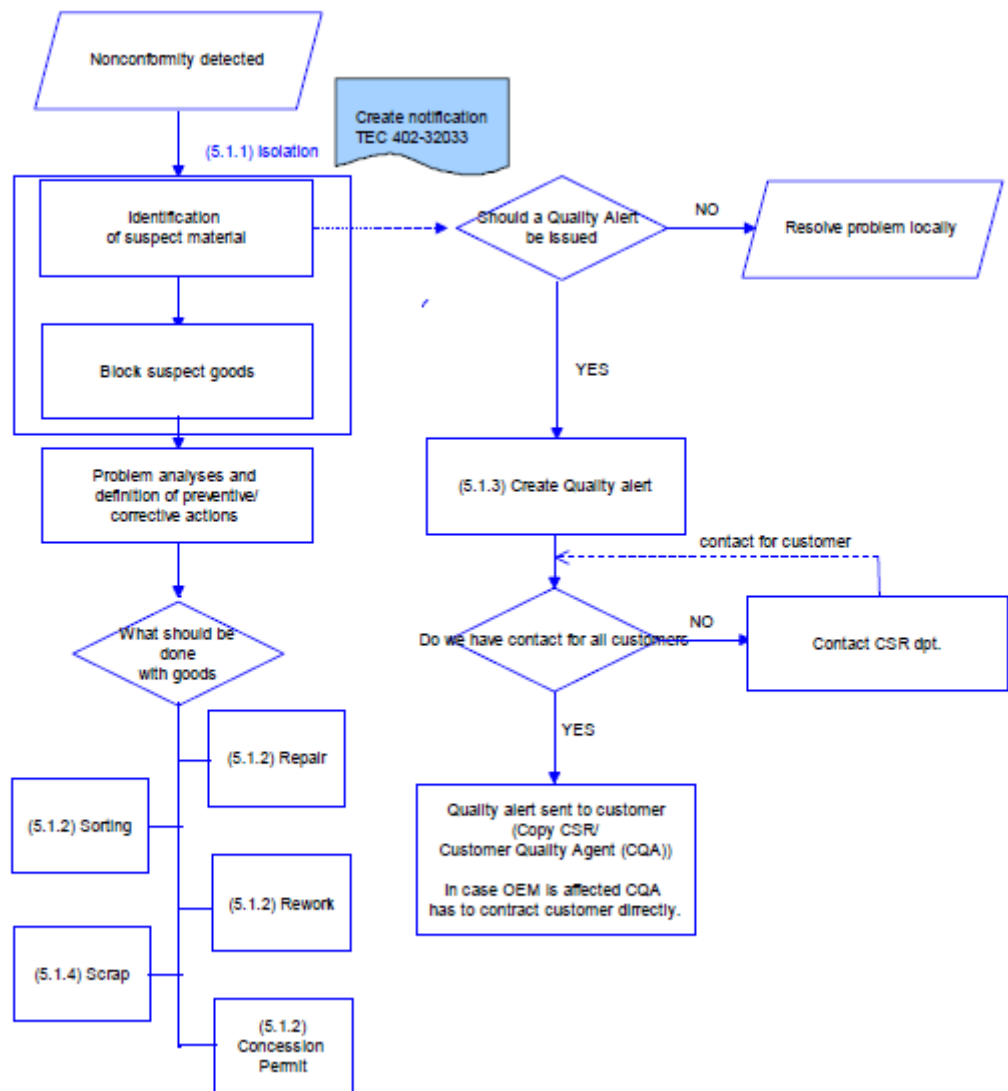 Nonconformity detected
Create notification
TEC 402-32033
(5.1.1) Isolation
Identification
of suspect material
Should a Quality Alert
be Issued
NO
Resolve problem locally
Block suspect goods
YES
Problem analyses and
definition of preventive/
corrective actions
(5.1.3) Create Quality alert
contact for customer
What should be
done
with goods
Do we have contact for all customers
NO
Contact CSR dpt.
YES
(5.1.2) Repair
(5.1.2) Sorting
Quality alert sent to customer
(Copy CSR/
Customer Quality Agent (CQA))
In case OEM is affected CQA
has to contract customer dirrectly.
(5.1.2) Rework
(5.1.4) Scrap
(5.1.2)
Concession
Permit